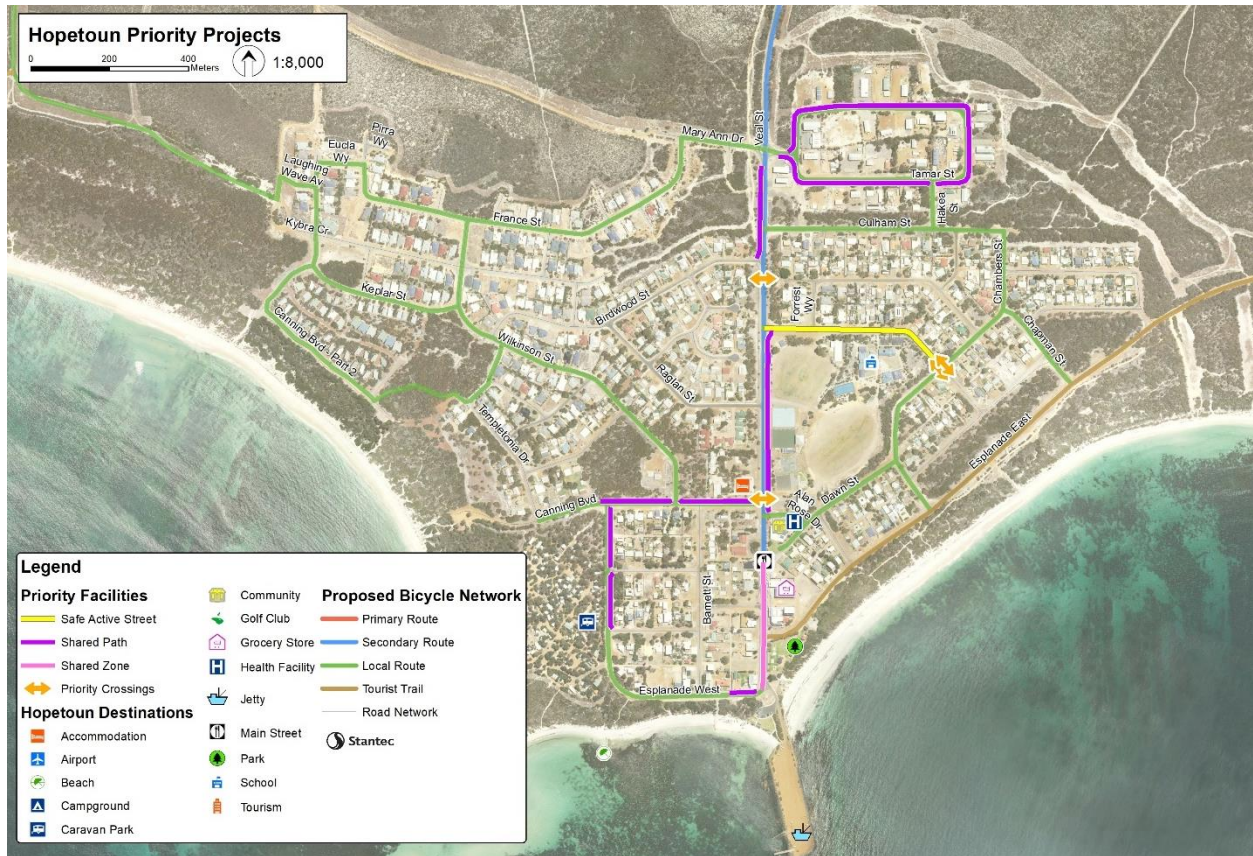 Hopetoun Priority Projects
0 200 400
Meters
1:8,000
Mary Ann Dr
Veal St
Pirra
Wy
Eucla
Wy
Laughing
Wave Av
Tamar St
Hakea
St
France St
Culham St
Kybra Cr
Chambers St
Keplar St
Birdwood St
Forrest
Wy
Canning Bvd - Part 2
Wilkinson St
Chapman St
Raglan St
Templetonia Dr
Esplanade East
Canning Bvd
Alan
Rose Dr
Dawn St
H
Barnett St
Esplanade West
Legend
Priority Facilities
Safe Active Street
Shared Path
Shared Zone
Priority Crossings
Hopetoun Destinations
Accommodation
Airport
Beach
Campground
Caravan Park
Community
Golf Club
Grocery Store
H Health Facility
Jetty
Main Street
Park
School
Tourism
Proposed Bicycle Network
Primary Route
Secondary Route
Local Route
Tourist Trail
Road Network
Stantec